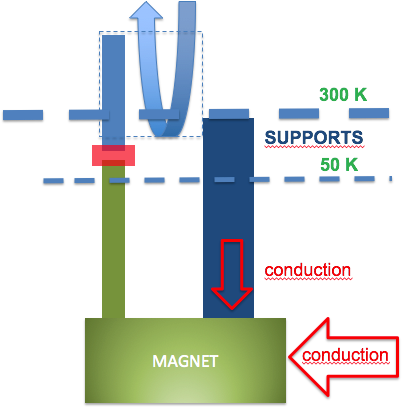 300 K
SUPPORTS
50 K
conduction
MAGNET
conduction